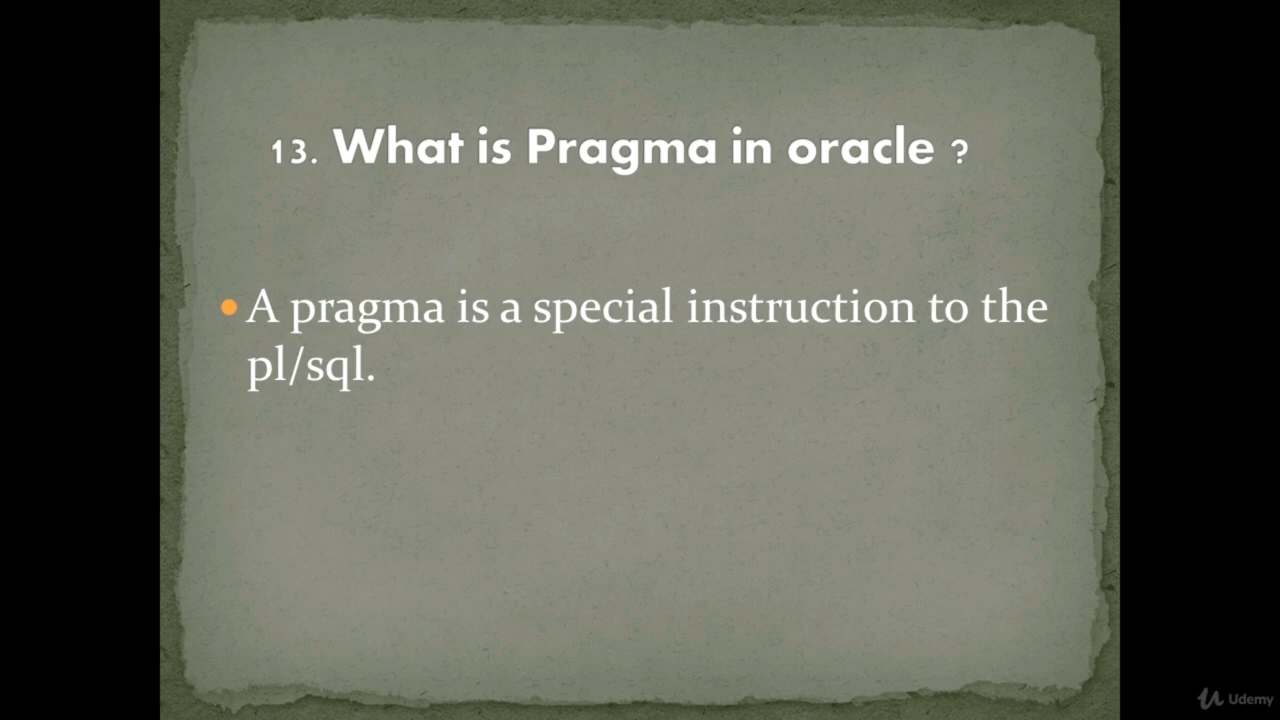 13. What is Pragma in oracle ?
• A pragma is a special instruction to the
pl/sql.
Udemy